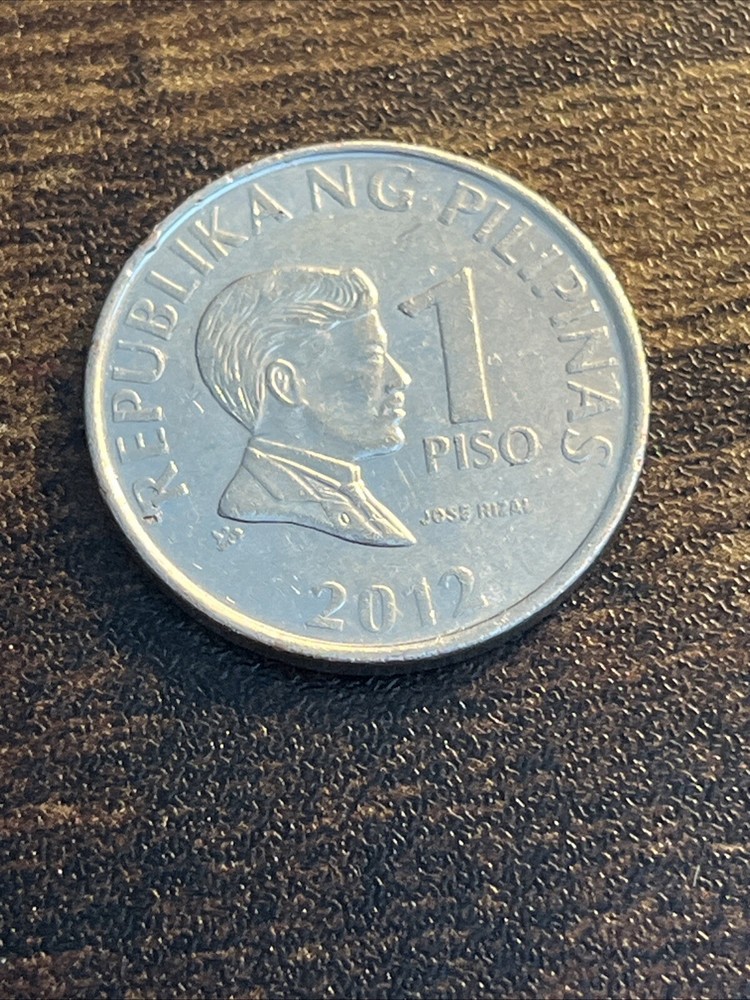 REPUBLIKA NG PILIPINAS
1
PISO
JOSE RIZAL
2012